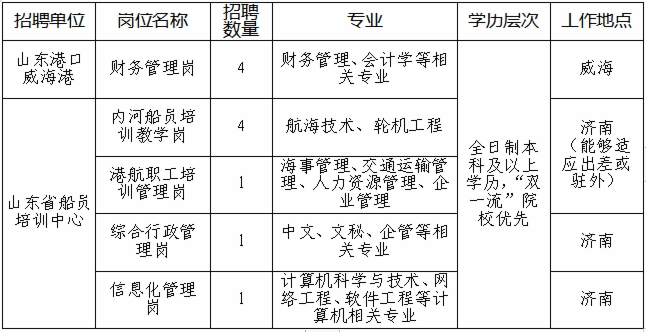 招聘单位 岗位名称 招聘数量 专业 学历层次 工作地点
山东港口
威海港
财务管理岗
4
财务管理、会计学等相
关专业
全日制本
科及以上
学历，“双
一流”院
校优先
威海
山东省船员
培训中心
内河船员培
训教学岗
4
航海技术、轮机工程
济南
（能够适
应出差或
驻外）
港航职工培
训管理岗
1
海事管理、交通运输管
理、人力资源管理、企
业管理
综合行政管
理岗
1
中文、文秘、企管等相
关专业
济南
信息化管理
岗
1
计算机科学与技术、网
络工程、软件工程等计
算机相关专业
济南